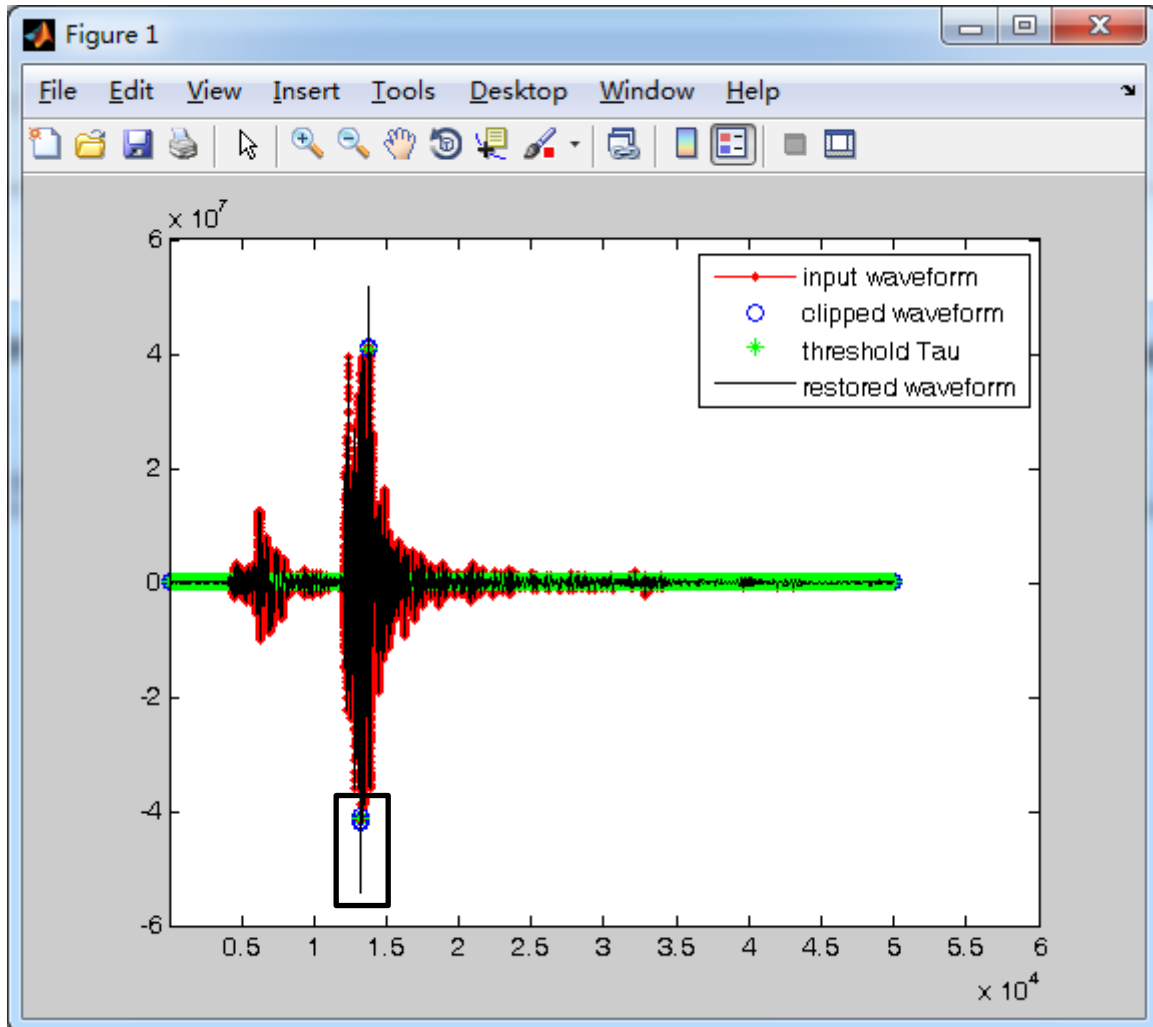 Figure 1
File Edit View Insert Tools Desktop Window Help
x 10^7
6
4
2
0
-2
-4
-6
input waveform
clipped waveform
threshold Tau
restored waveform
0.5 1 1.5 2 2.5 3 3.5 4 4.5 5 5.5 6
x 10^4